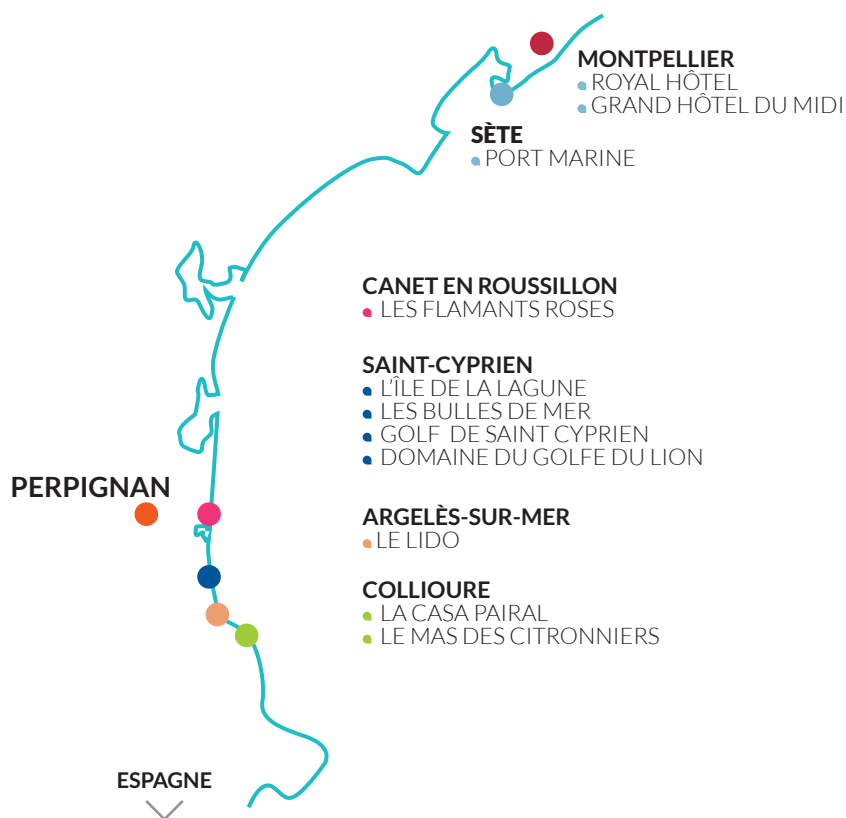 MONTPELLIER
ROYAL HÔTEL
GRAND HÔTEL DU MIDI
SÈTE
PORT MARINE
CANET EN ROUSSILLON
LES FLAMANTS ROSES
SAINT-CYPRIEN
L'ÎLE DE LA LAGUNE
LES BULLES DE MER
GOLF DE SAINT CYPRIEN
DOMAINE DU GOLFE DU LION
PERPIGNAN
ARGELÈS-SUR-MER
LE LIDO
COLLIOURE
LA CASA PAIRAL
LE MAS DES CITRONNIERS
ESPAGNE